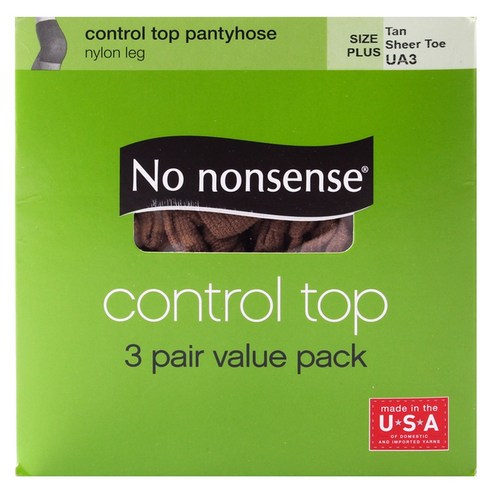 control top pantyhose
nylon leg
SIZE PLUS
Tan
Sheer Toe
UA3
No nonsense®
control top
3 pair value pack
made in the
U★S★A
OF DOMESTIC
AND IMPORTED YARNS